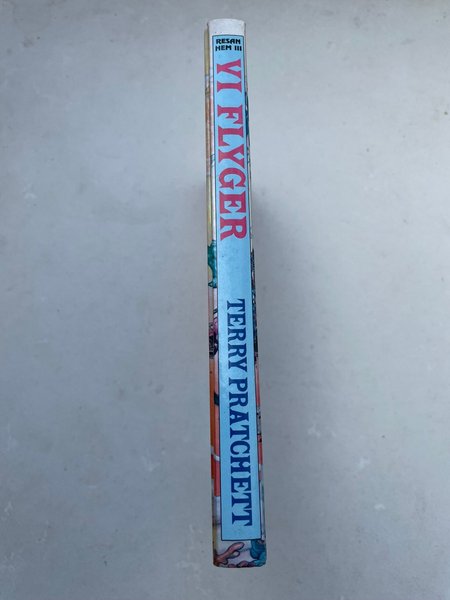 RESAN
HEM III
VI FLYGER
TERRY PRATCHETT